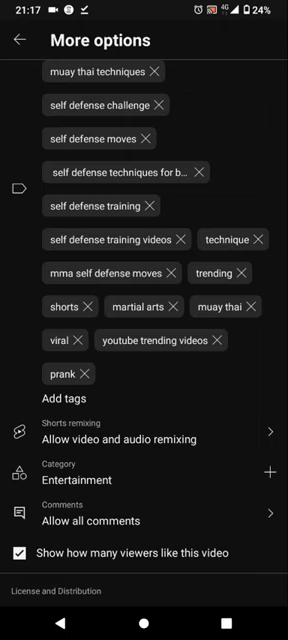 21:17 4G 24%
More options
muay thai techniques
self defense challenge
self defense moves
self defense techniques for b...
self defense training
self defense training videos technique
mma self defense moves trending
shorts martial arts muay thai
viral youtube trending videos
prank
Add tags
Shorts remixing
Allow video and audio remixing
Category
Entertainment
Comments
Allow all comments
Show how many viewers like this video
License and Distribution